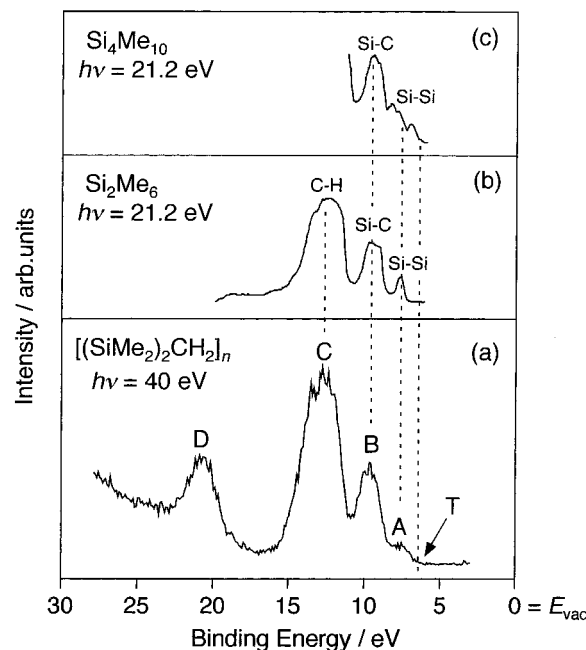 Si4Me10
hν = 21.2 eV
Si-C
Si-Si
(c)
Si2Me6
hν = 21.2 eV
C-H
Si-C
Si-Si
(b)
[(SiMe2)2CH2]n
hν = 40 eV
(a)
D
C
B
A
T
Intensity / arb.units
30 25 20 15 10 5 0 = Evac
Binding Energy / eV